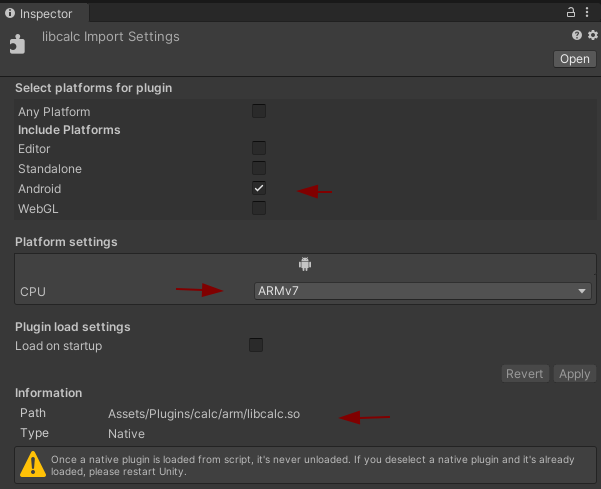 Inspector
libcalc Import Settings
Open
Select platforms for plugin
Any Platform
Include Platforms
Editor
Standalone
Android
WebGL
Platform settings
CPU ARMv7
Plugin load settings
Load on startup
Revert Apply
Information
Path Assets/Plugins/calc/arm/libcalc.so
Type Native
Once a native plugin is loaded from script, it's never unloaded. If you deselect a native plugin and it's already
loaded, please restart Unity.